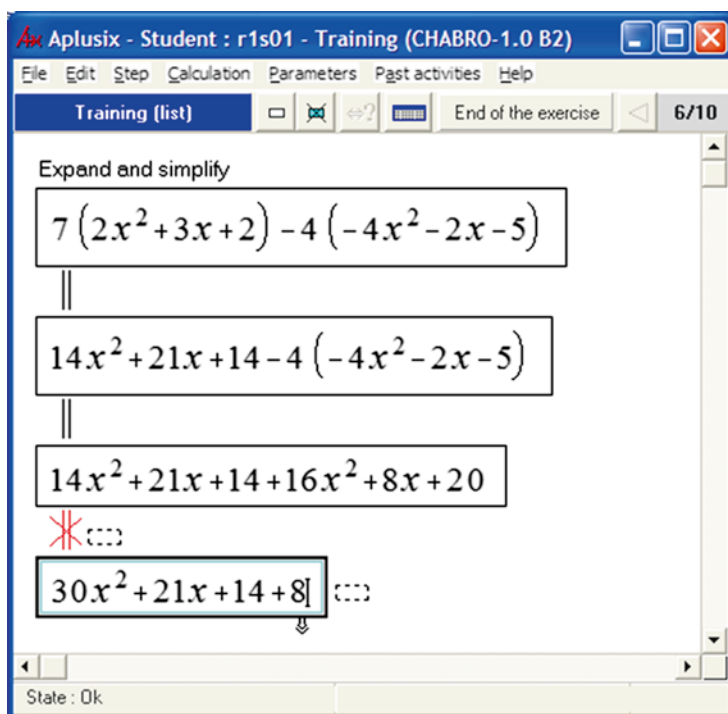 Aplusix - Student : r1s01 - Training (CHABRO-1.0 B2)
File Edit Step Calculation Parameters Past activities Help
Training (list) ⇔? End of the exercise 6/10
Expand and simplify
7(2x²+3x+2)-4(-4x²-2x-5)
||
14x²+21x+14-4(-4x²-2x-5)
||
14x²+21x+14+16x²+8x+20
30x²+21x+14+8
State : Ok